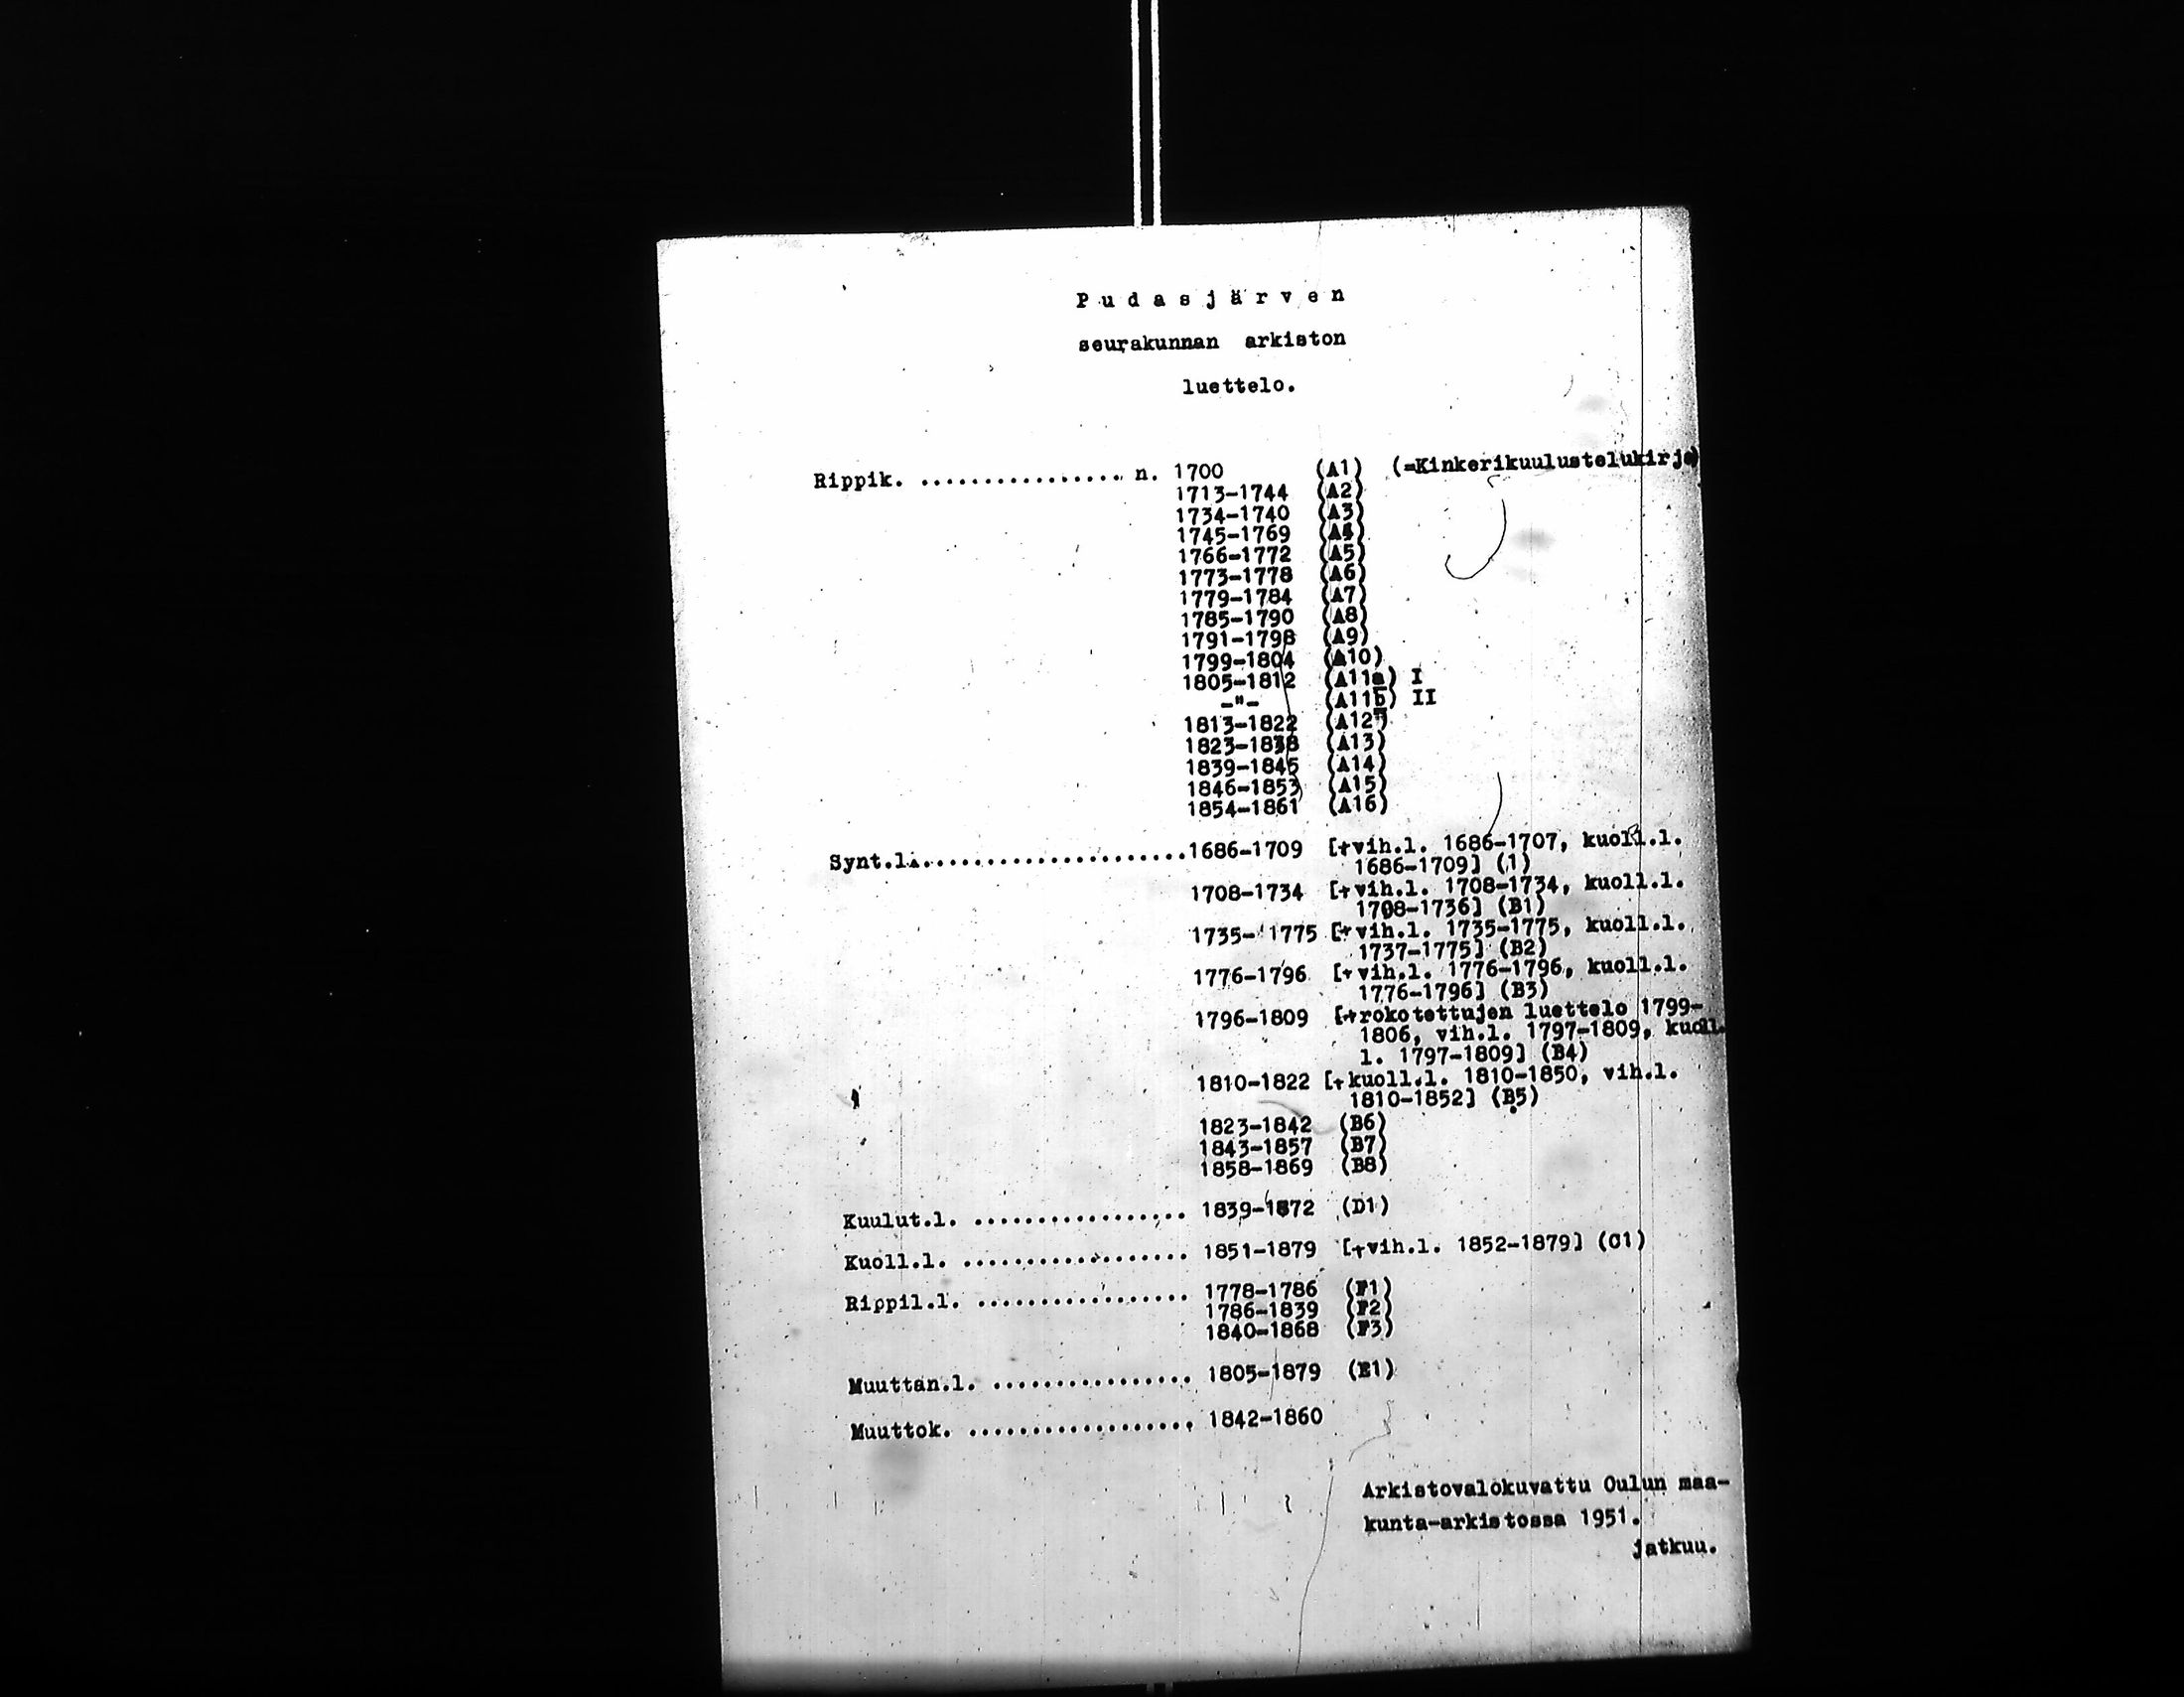 Pudasjärven
seurakunnan arkiston
luettelo.
Rippik. ................ n. 1700 (A1) (=Kinkerikuulustelukirja)
1713-1744 (A2)
1734-1740 (A3)
1745-1769 (A4)
1766-1772 (A5)
1773-1778 (A6)
1779-1784 (A7)
1785-1790 (A8)
1791-1798 (A9)
1799-1804 (A10)
1805-1812 (A11a) I
-"- (A11b) II
1813-1822 (A12)
1823-1838 (A13)
1839-1845 (A14)
1846-1853 (A15)
1854-1861 (A16)
Synt.l......................1686-1709 [+vih.l. 1686-1707, kuoll.l.
1686-1709] (1)
1708-1734 [+vih.l. 1708-1734, kuoll.l.
1708-1736] (B1)
1735-1775 [+vih.l. 1735-1775, kuoll.l.
1737-1775] (B2)
1776-1796 [+vih.l. 1776-1796, kuoll.l.
1776-1796] (B3)
1796-1809 [+rokotettujen luettelo 1799-
1806, vih.l. 1797-1809, kuoll.
l. 1797-1809] (B4)
1810-1822 [+kuoll.l. 1810-1850, vih.l.
1810-1852] (B5)
1823-1842 (B6)
1843-1857 (B7)
1858-1869 (B8)
Kuulut.l. ................. 1839-1872 (D1)
Kuoll.l. .................. 1851-1879 [+vih.l. 1852-1879] (C1)
Rippil.l. ................. 1778-1786 (F1)
1786-1839 (F2)
1840-1868 (F3)
Muuttan.l. ................ 1805-1879 (E1)
Muuttok. .................. 1842-1860
Arkistovalokuvattu Oulun maa-
kunta-arkistossa 1951.
jatkuu.